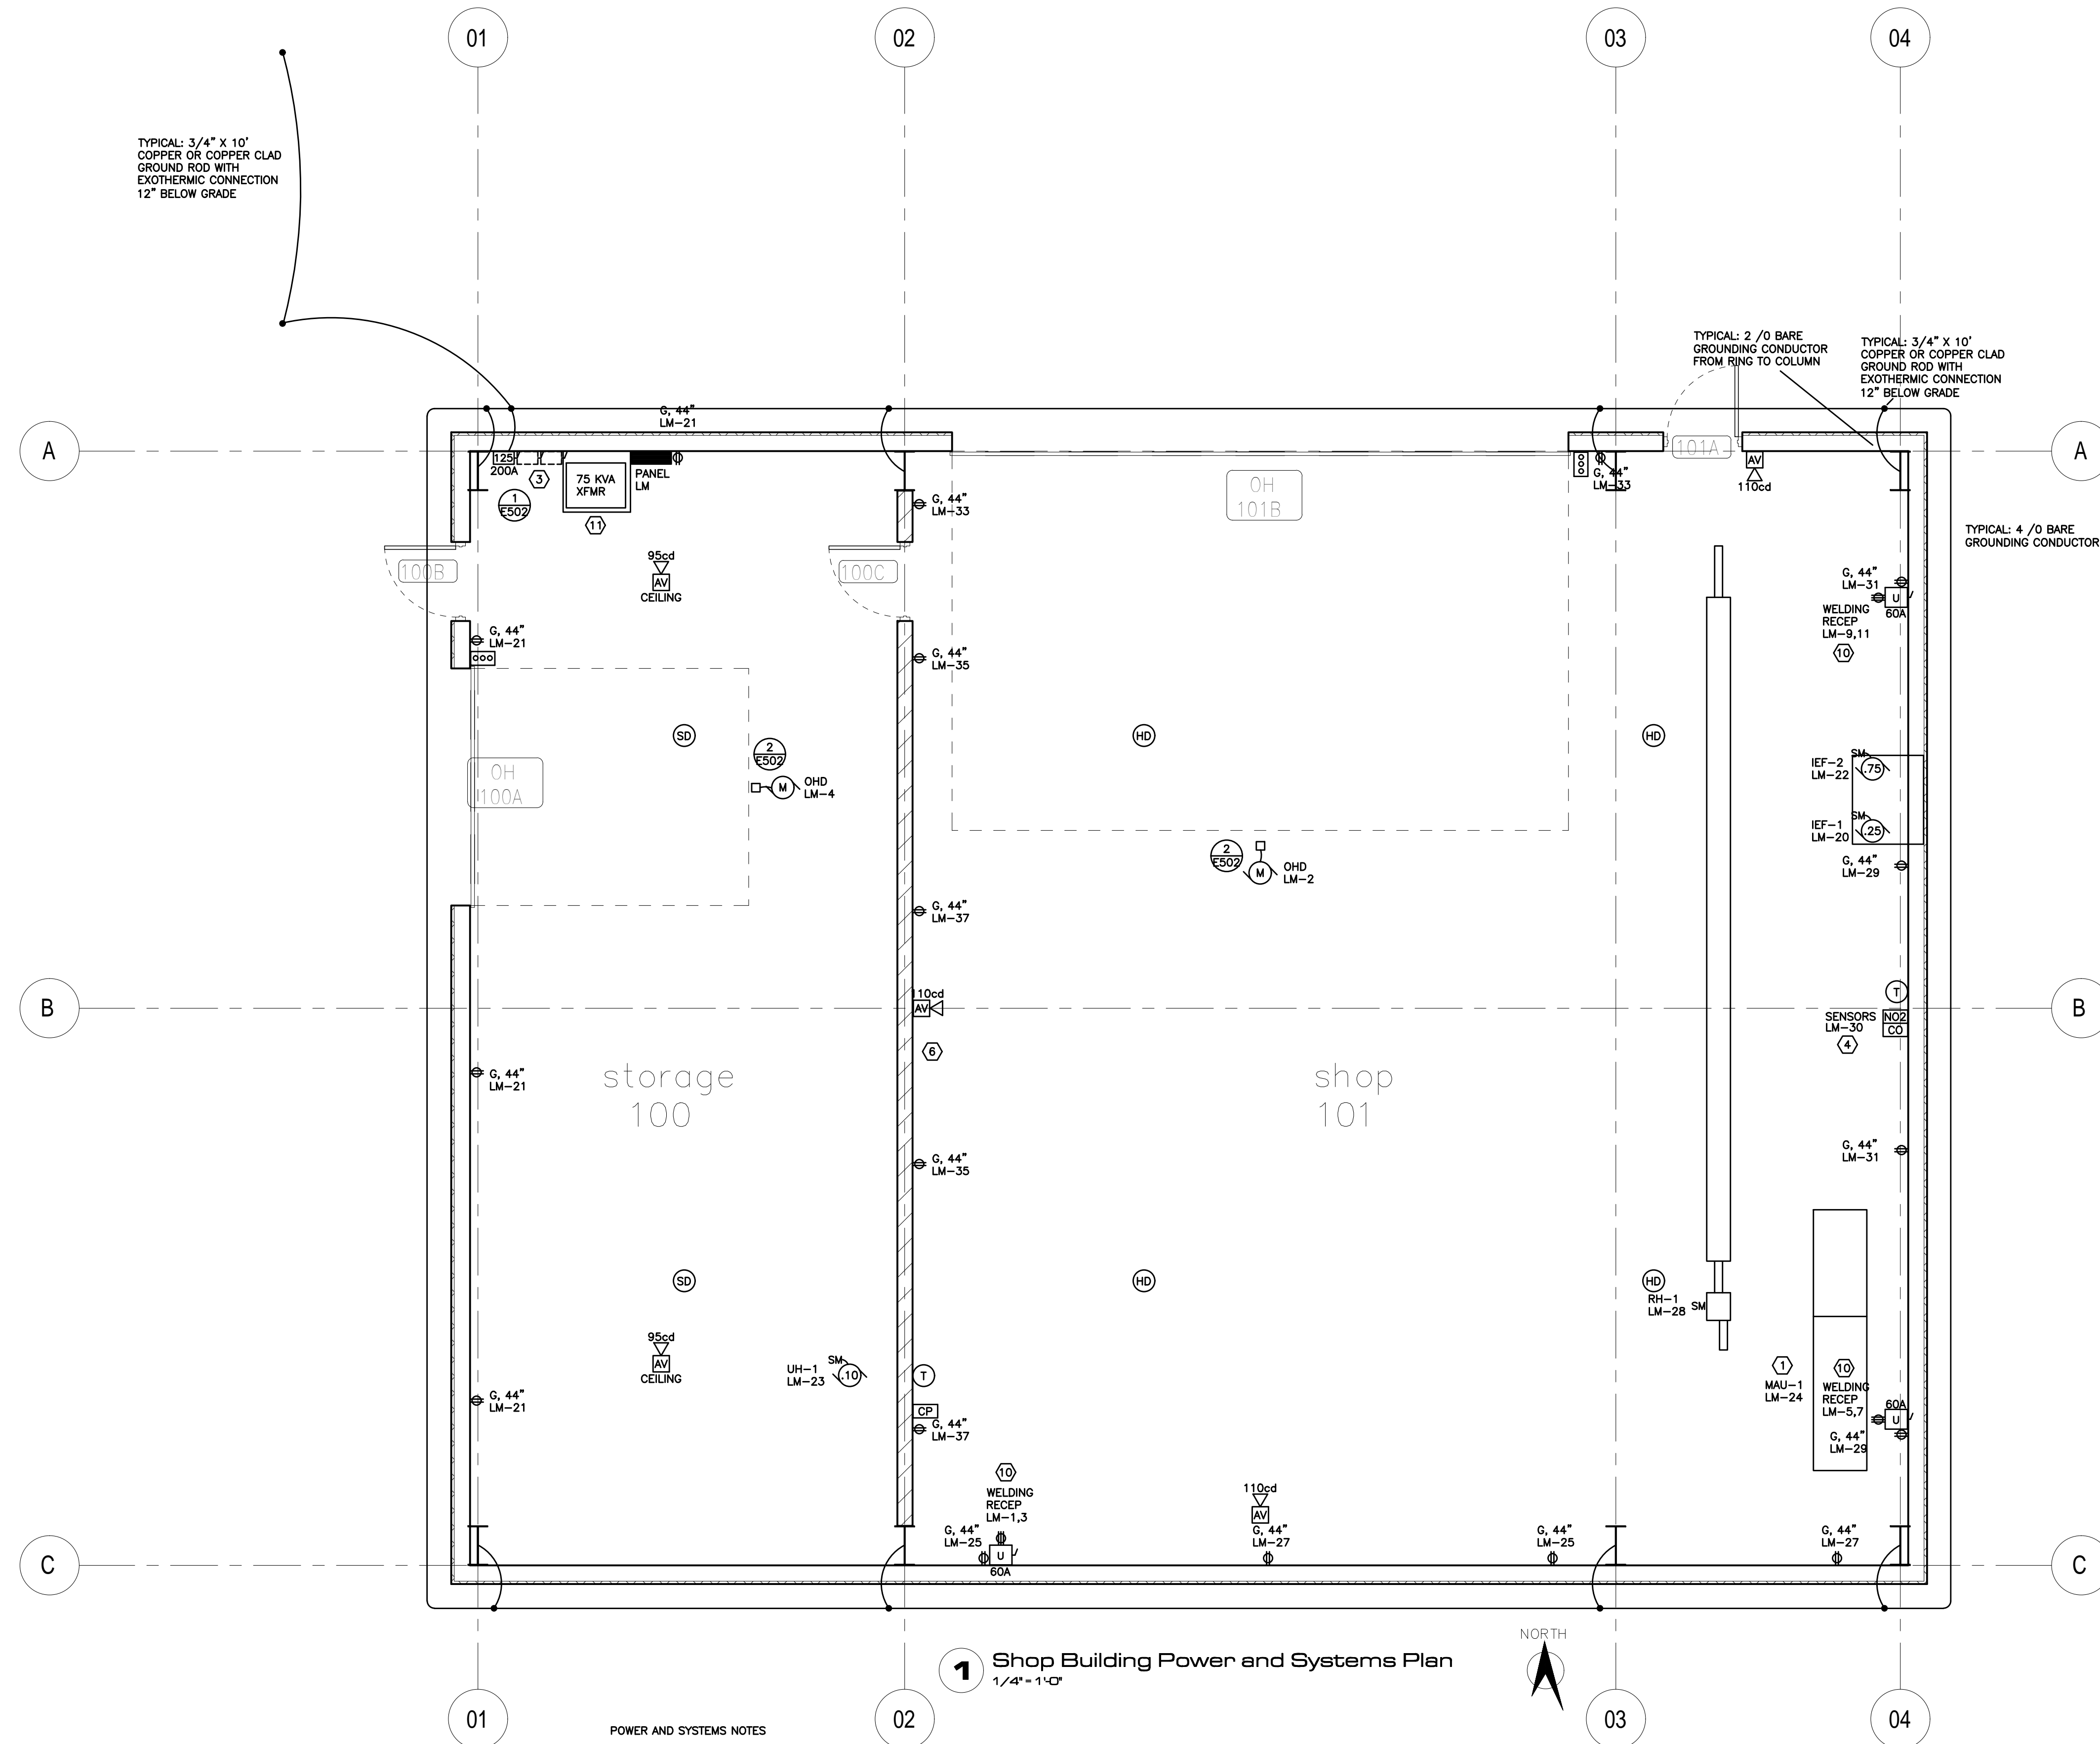 01
02
03
04
TYPICAL: 3/4" X 10'
COPPER OR COPPER CLAD
GROUND ROD WITH
EXOTHERMIC CONNECTION
12" BELOW GRADE
TYPICAL: 2 /0 BARE
GROUNDING CONDUCTOR
FROM RING TO COLUMN
TYPICAL: 3/4" X 10'
COPPER OR COPPER CLAD
GROUND ROD WITH
EXOTHERMIC CONNECTION
12" BELOW GRADE
G, 44"
LM-21
A
A
125
200A
3
1
E502
75 KVA
XFMR
11
PANEL
LM
G, 44"
LM-33
OH
101B
G, 44"
LM-33
101A
AV
110cd
TYPICAL: 4 /0 BARE
GROUNDING CONDUCTOR
100B
95cd
AV
CEILING
100C
G, 44"
LM-31
U
60A
WELDING
RECEP
LM-9,11
10
G, 44"
LM-21
G, 44"
LM-35
SD
HD
HD
2
E502
M
OHD
LM-4
OH
100A
IEF-2
LM-22
SM
.75
IEF-1
LM-20
SM
.25
2
E502
M
OHD
LM-2
G, 44"
LM-29
G, 44"
LM-37
B
B
110cd
AV
6
T
SENSORS
LM-30
NO2
CO
4
G, 44"
LM-21
storage
100
shop
101
G, 44"
LM-35
G, 44"
LM-31
SD
HD
HD
RH-1
LM-28
SM
95cd
AV
CEILING
UH-1
LM-23
SM
.10
T
CP
G, 44"
LM-37
G, 44"
LM-21
1
MAU-1
LM-24
10
WELDING
RECEP
LM-5,7
60A
U
G, 44"
LM-29
10
WELDING
RECEP
LM-1,3
G, 44"
LM-25
U
60A
110cd
AV
G, 44"
LM-27
G, 44"
LM-25
G, 44"
LM-27
C
C
1
Shop Building Power and Systems Plan
1/4" = 1'-0"
NORTH
01
02
03
04
POWER AND SYSTEMS NOTES